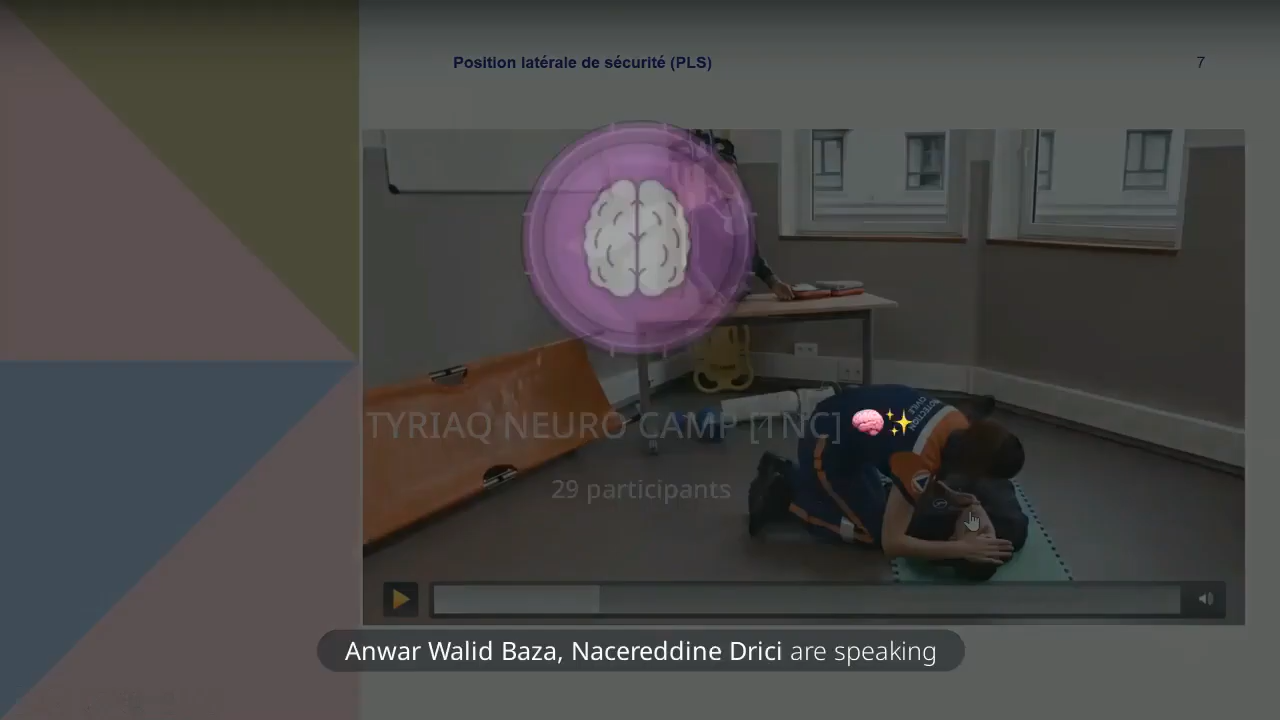 Position latérale de sécurité (PLS)
7
TYRIAQ NEURO CAMP [TNC] 🧠✨
29 participants
Anwar Walid Baza, Nacereddine Drici are speaking